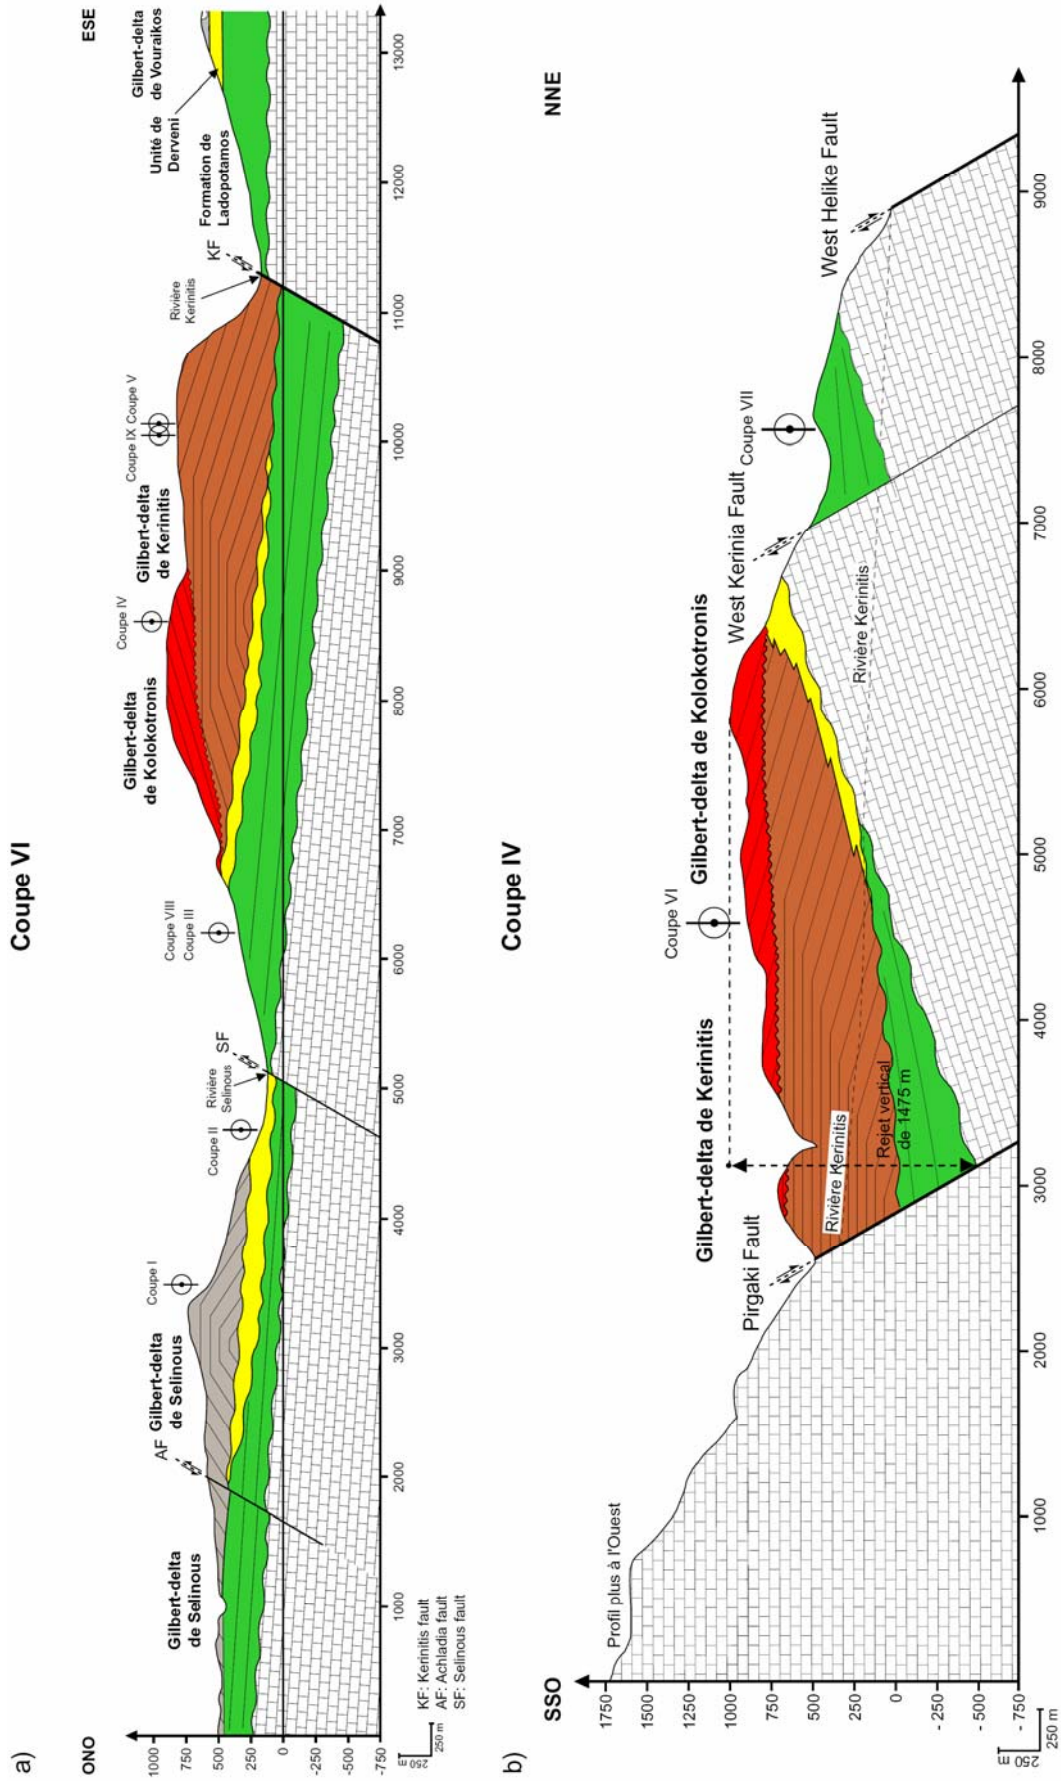 a)
Coupe VI
ONO
ESE
1000
750
500
250
0
-250
-500
-750
Gilbert-delta
de Selinous
AF
Gilbert-delta
de Selinous
Coupe I
Coupe II
Rivière
Selinous
SF
Coupe VIII
Coupe III
Gilbert-delta
de Kolokotronis
Coupe IV
Gilbert-delta
de Kerinitis
Coupe IX
Coupe V
Rivière
Kerinitis
KF
Formation de
Ladopotamos
Unité de
Derveni
Gilbert-delta
de Vouraikos
1000
2000
3000
4000
5000
6000
7000
8000
9000
10000
11000
12000
13000
KF: Kerinitis fault
AF: Achladia fault
SF: Selinous fault
250 m
250 m
b)
Coupe IV
SSO
NNE
1750
1500
1250
1000
750
500
250
0
- 250
- 500
- 750
Profil plus à l'Ouest
Pirgaki Fault
Gilbert-delta de Kerinitis
Rivière Kerinitis
Rejet vertical
de 1475 m
Coupe VI
Gilbert-delta de Kolokotronis
West Kerinia Fault
Rivière Kerinitis
Coupe VII
West Helike Fault
1000
2000
3000
4000
5000
6000
7000
8000
9000
250 m
250 m